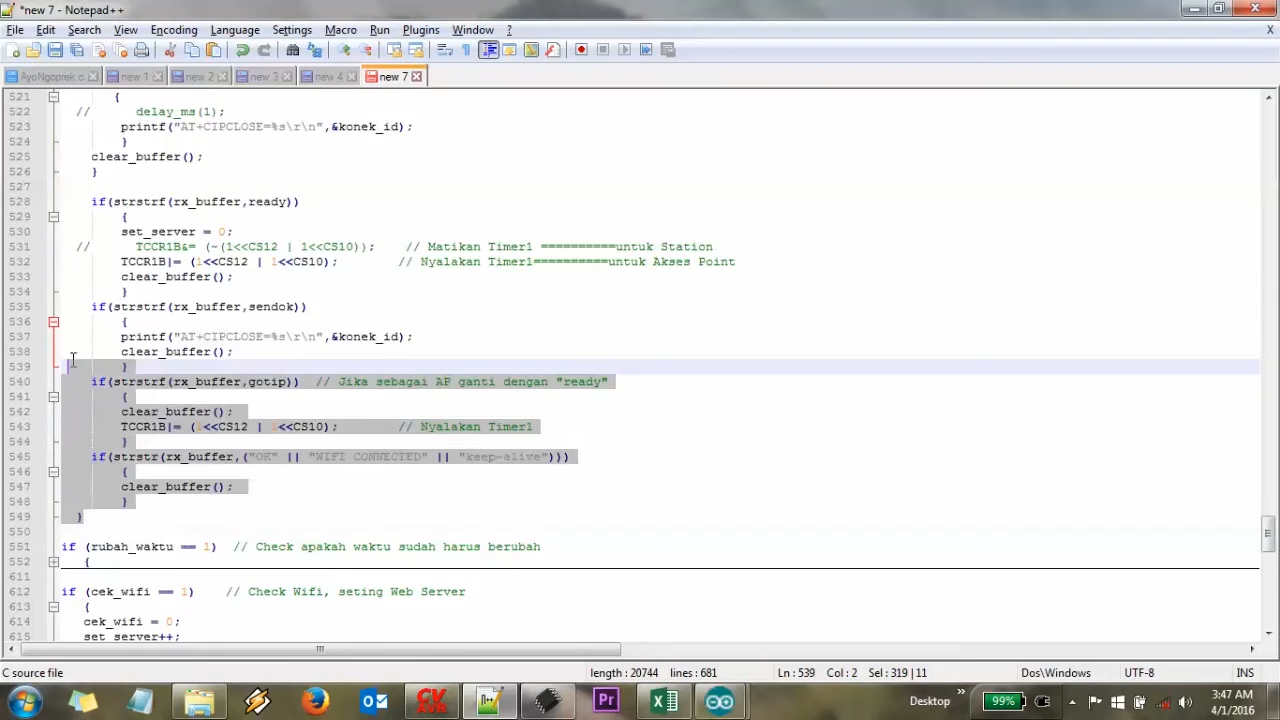 *new 7 - Notepad++
File Edit Search View Encoding Language Settings Macro Run Plugins Window ? X
AyoNgoprek.c new 1 new 2 new 3 new 4 new 7
521 {
522 // delay_ms(1);
523 printf("AT+CIPCLOSE=%s\r\n",&konek_id);
524 }
525 clear_buffer();
526 }
527
528 if(strstrf(rx_buffer,ready))
529 {
530 set_server = 0;
531 // TCCR1B&= (~(1<<CS12 | 1<<CS10)); // Matikan Timer1 ==========untuk Station
532 TCCR1B|= (1<<CS12 | 1<<CS10); // Nyalakan Timer1==========untuk Akses Point
533 clear_buffer();
534 }
535 if(strstrf(rx_buffer,sendok))
536 {
537 printf("AT+CIPCLOSE=%s\r\n",&konek_id);
538 clear_buffer();
539 }
540 if(strstrf(rx_buffer,gotip)) // Jika sebagai AP ganti dengan "ready"
541 {
542 clear_buffer();
543 TCCR1B|= (1<<CS12 | 1<<CS10); // Nyalakan Timer1
544 }
545 if(strstr(rx_buffer,("OK" || "WIFI CONNECTED" || "keep-alive")))
546 {
547 clear_buffer();
548 }
549 }
550
551 if (rubah_waktu == 1) // Check apakah waktu sudah harus berubah
552 {
611
612 if (cek_wifi == 1) // Check Wifi, seting Web Server
613 {
614 cek_wifi = 0;
615 set_server++;
C source file length : 20744 lines : 681 Ln : 539 Col : 2 Sel : 319 | 11 Dos\Windows UTF-8 INS
CV AVR Pr Desktop » 99% 3:47 AM
4/1/2016